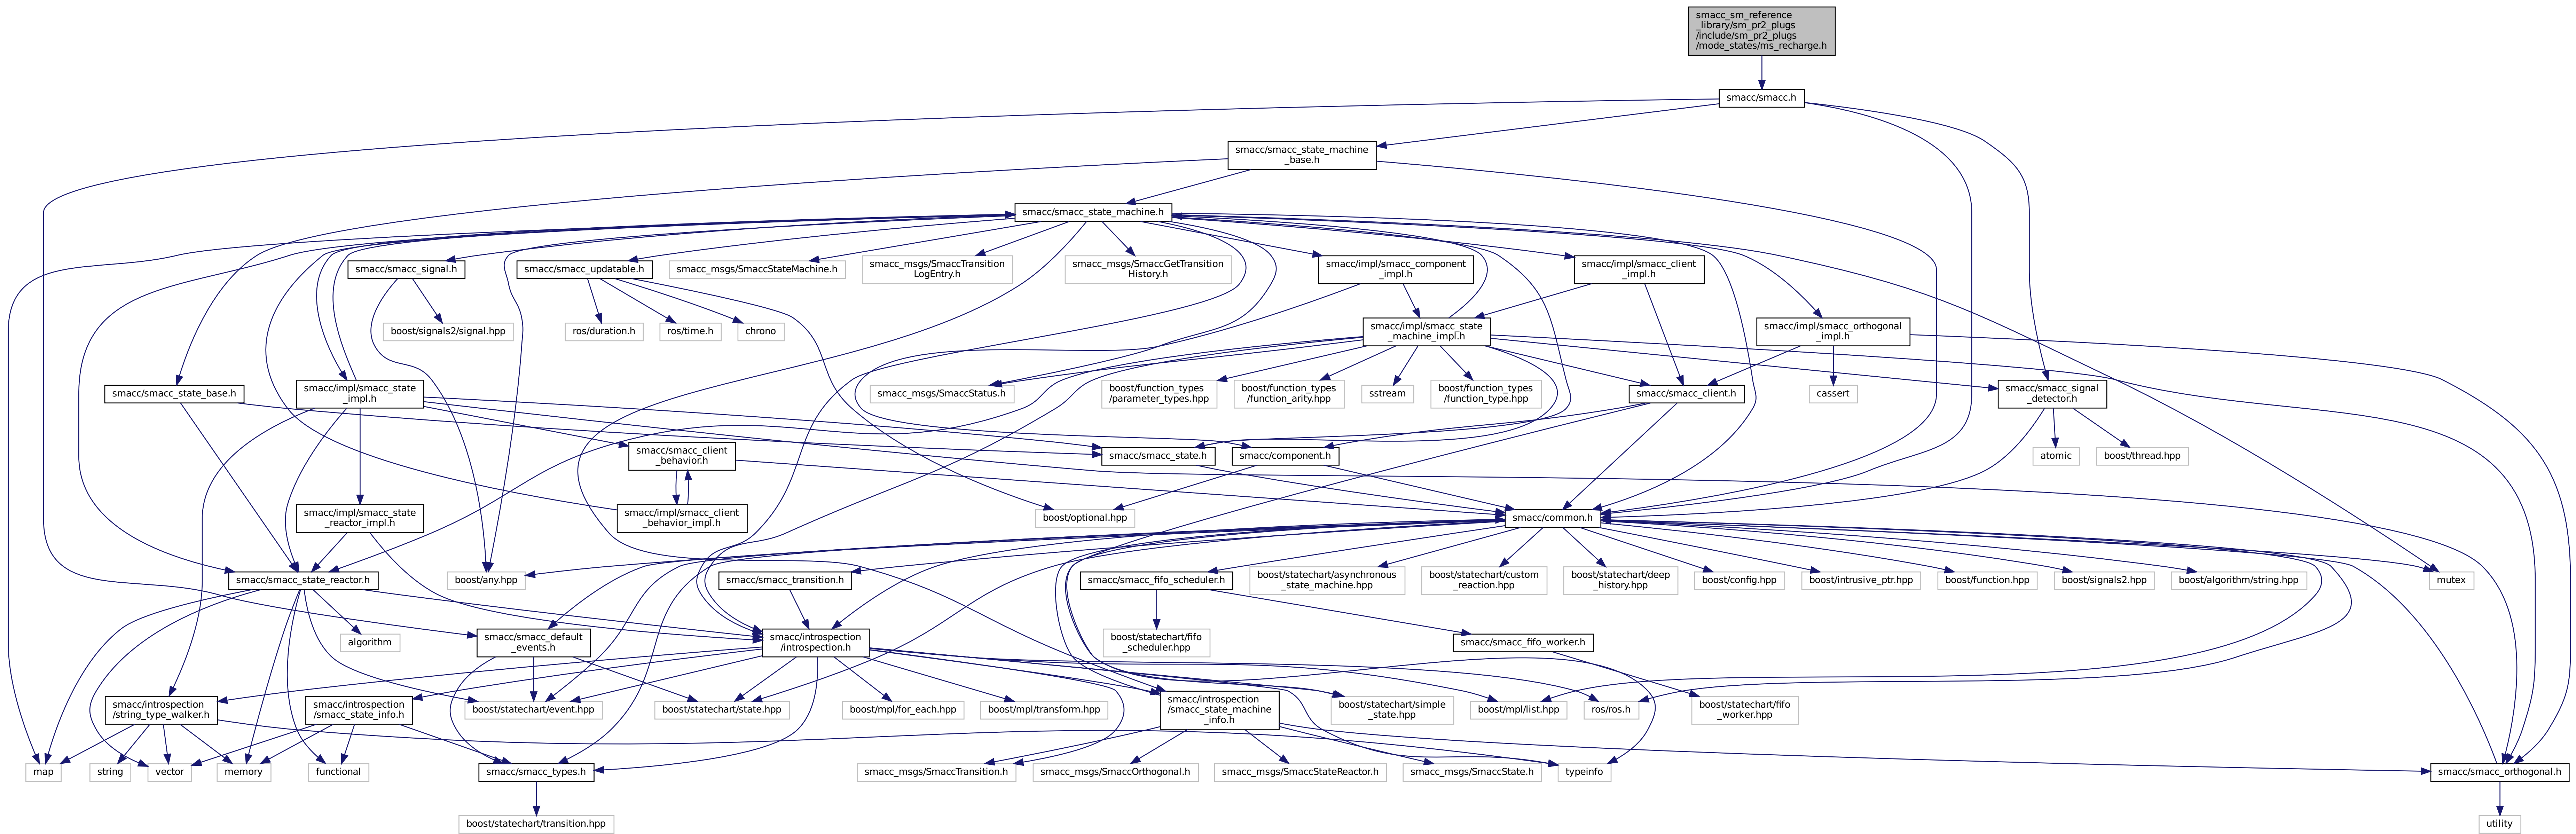 smacc_sm_reference
_library/sm_pr2_plugs
/include/sm_pr2_plugs
/mode_states/ms_recharge.h
smacc/smacc.h
smacc/smacc_state_machine
_base.h
smacc/smacc_state_machine.h
smacc/smacc_signal.h
smacc/smacc_updatable.h
smacc_msgs/SmaccStateMachine.h
smacc_msgs/SmaccTransition
LogEntry.h
smacc_msgs/SmaccGetTransition
History.h
smacc/impl/smacc_component
_impl.h
smacc/impl/smacc_client
_impl.h
boost/signals2/signal.hpp
ros/duration.h
ros/time.h
chrono
smacc/impl/smacc_state
_machine_impl.h
smacc/impl/smacc_orthogonal
_impl.h
smacc/smacc_state_base.h
smacc/impl/smacc_state
_impl.h
smacc_msgs/SmaccStatus.h
boost/function_types
/parameter_types.hpp
boost/function_types
/function_arity.hpp
sstream
boost/function_types
/function_type.hpp
smacc/smacc_client.h
cassert
smacc/smacc_signal
_detector.h
smacc/smacc_client
_behavior.h
smacc/smacc_state.h
smacc/component.h
atomic
boost/thread.hpp
smacc/impl/smacc_state
_reactor_impl.h
smacc/impl/smacc_client
_behavior_impl.h
boost/optional.hpp
smacc/common.h
smacc/smacc_state_reactor.h
boost/any.hpp
smacc/smacc_transition.h
smacc/smacc_fifo_scheduler.h
boost/statechart/asynchronous
_state_machine.hpp
boost/statechart/custom
_reaction.hpp
boost/statechart/deep
_history.hpp
boost/config.hpp
boost/intrusive_ptr.hpp
boost/function.hpp
boost/signals2.hpp
boost/algorithm/string.hpp
mutex
algorithm
smacc/smacc_default
_events.h
smacc/introspection
/introspection.h
boost/statechart/fifo
_scheduler.hpp
smacc/smacc_fifo_worker.h
smacc/introspection
/string_type_walker.h
smacc/introspection
/smacc_state_info.h
boost/statechart/event.hpp
boost/statechart/state.hpp
boost/mpl/for_each.hpp
boost/mpl/transform.hpp
smacc/introspection
/smacc_state_machine
_info.h
boost/statechart/simple
_state.hpp
boost/mpl/list.hpp
ros/ros.h
boost/statechart/fifo
_worker.hpp
map
string
vector
memory
functional
smacc/smacc_types.h
smacc_msgs/SmaccTransition.h
smacc_msgs/SmaccOrthogonal.h
smacc_msgs/SmaccStateReactor.h
smacc_msgs/SmaccState.h
typeinfo
smacc/smacc_orthogonal.h
boost/statechart/transition.hpp
utility